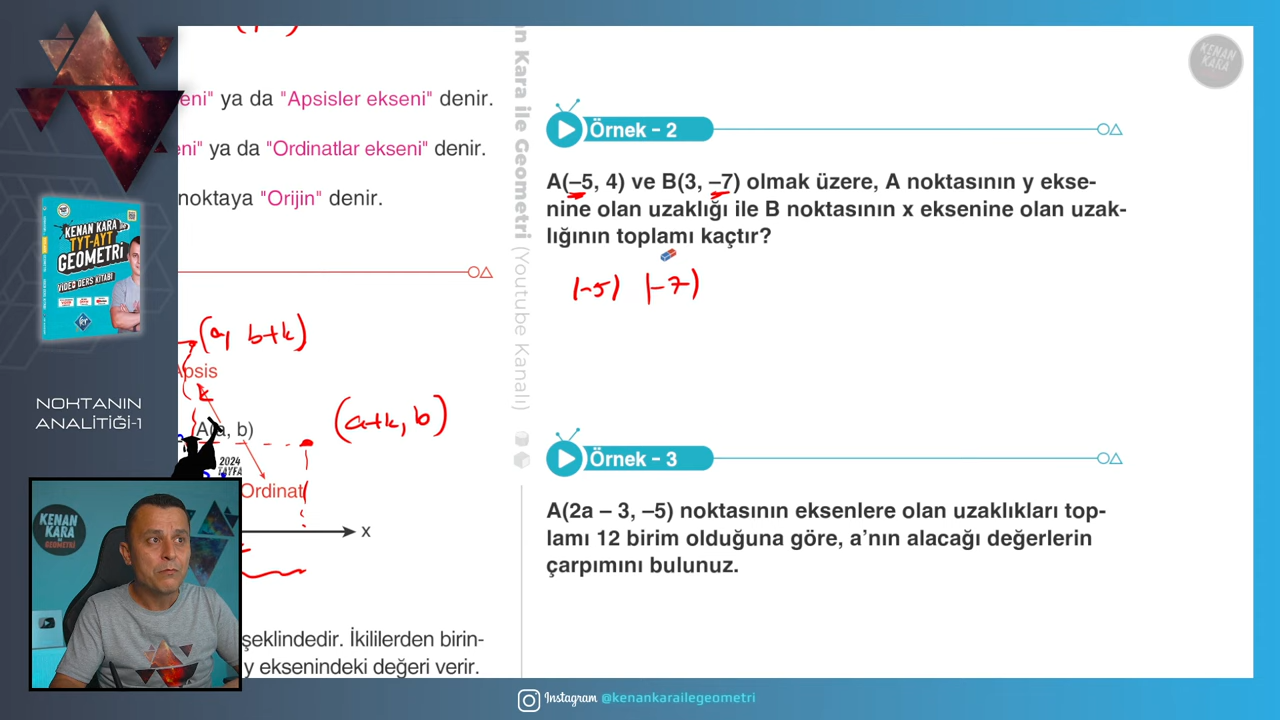 eni" ya da "Apsisler ekseni" denir.
eni" ya da "Ordinatlar ekseni" denir.
noktaya "Orijin" denir.
(a, b+k)
Apsis
k
A(a, b)
(a+k, b)
Ordinat
x
şeklindedir. İkililerden birin-
y eksenindeki değeri verir.
n Kara ile Geometri (Youtube Kanalı)
KENAN
KARA
Örnek - 2
A(–5, 4) ve B(3, –7) olmak üzere, A noktasının y ekse-
nine olan uzaklığı ile B noktasının x eksenine olan uzak-
lığının toplamı kaçtır?
|-5| |-7|
Örnek - 3
A(2a – 3, –5) noktasının eksenlere olan uzaklıkları top-
lamı 12 birim olduğuna göre, a’nın alacağı değerlerin
çarpımını bulunuz.
KENAN KARA
TYT-AYT
GEOMETRİ
VİDEO DERS KİTABI
NOKTANIN
ANALİTİĞİ-1
2024
TAYFA
KENAN
KARA
GEOMETRİ
Instagram @kenankarailegeometri